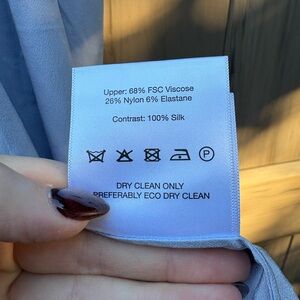 Upper: 68% FSC Viscose
26% Nylon 6% Elastane
Contrast: 100% Silk
P
DRY CLEAN ONLY
PREFERABLY ECO DRY CLEAN